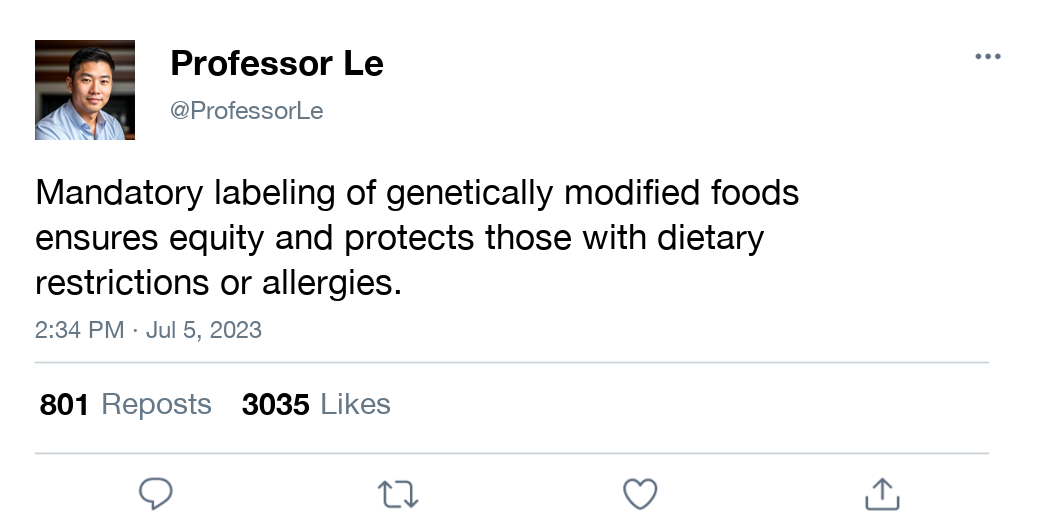 Professor Le
@ProfessorLe
Mandatory labeling of genetically modified foods
ensures equity and protects those with dietary
restrictions or allergies.
2:34 PM · Jul 5, 2023
801 Reposts 3035 Likes